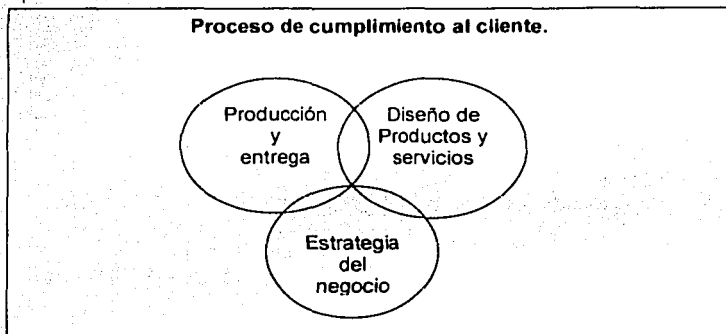 Proceso de cumplimiento al cliente.
Producción
y
entrega
Diseño de
Productos y
servicios
Estrategia
del
negocio